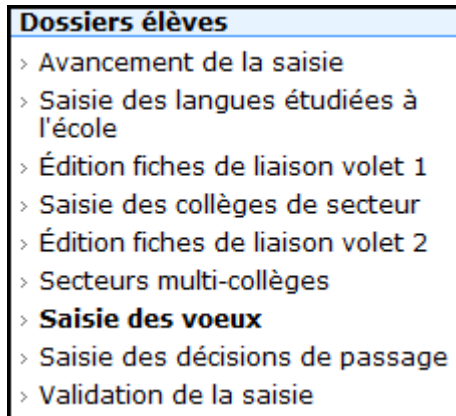 Dossiers élèves
Avancement de la saisie
Saisie des langues étudiées à
l'école
Édition fiches de liaison volet 1
Saisie des collèges de secteur
Édition fiches de liaison volet 2
Secteurs multi-collèges
Saisie des voeux
Saisie des décisions de passage
Validation de la saisie